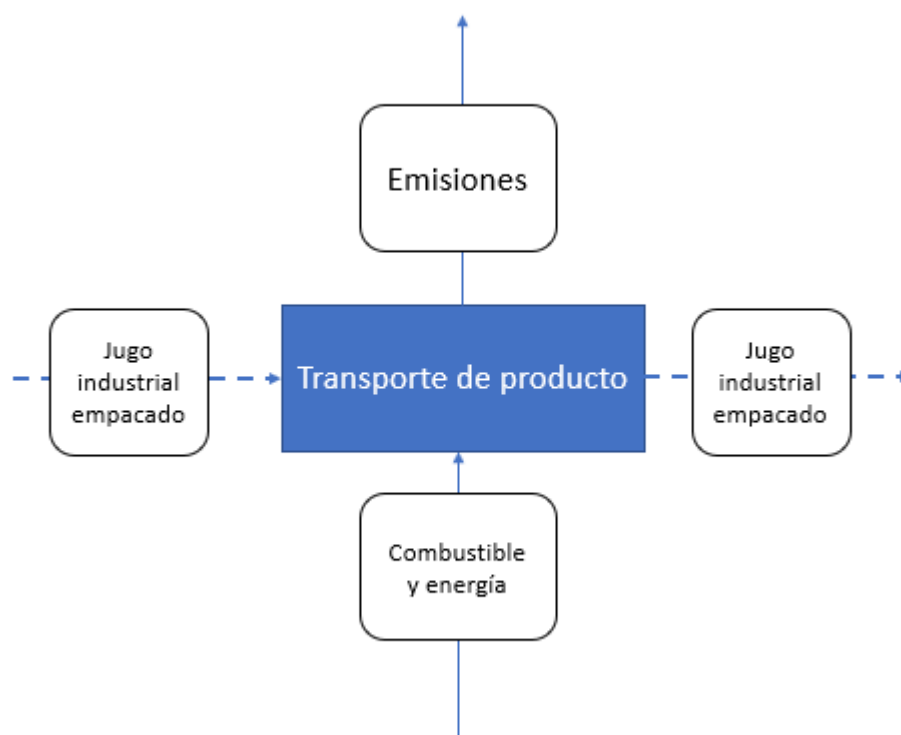 Emisiones
Jugo
industrial
empacado
Transporte de producto
Jugo
industrial
empacado
Combustible
y energía